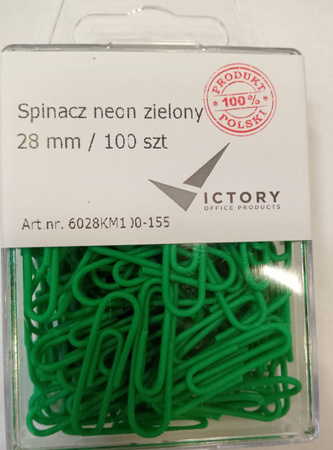 PRODUKT
100%
POLSKI
Spinacz neon zielony
28 mm / 100 szt
VICTORY
OFFICE PRODUCTS
Art.nr. 6028KM100-155